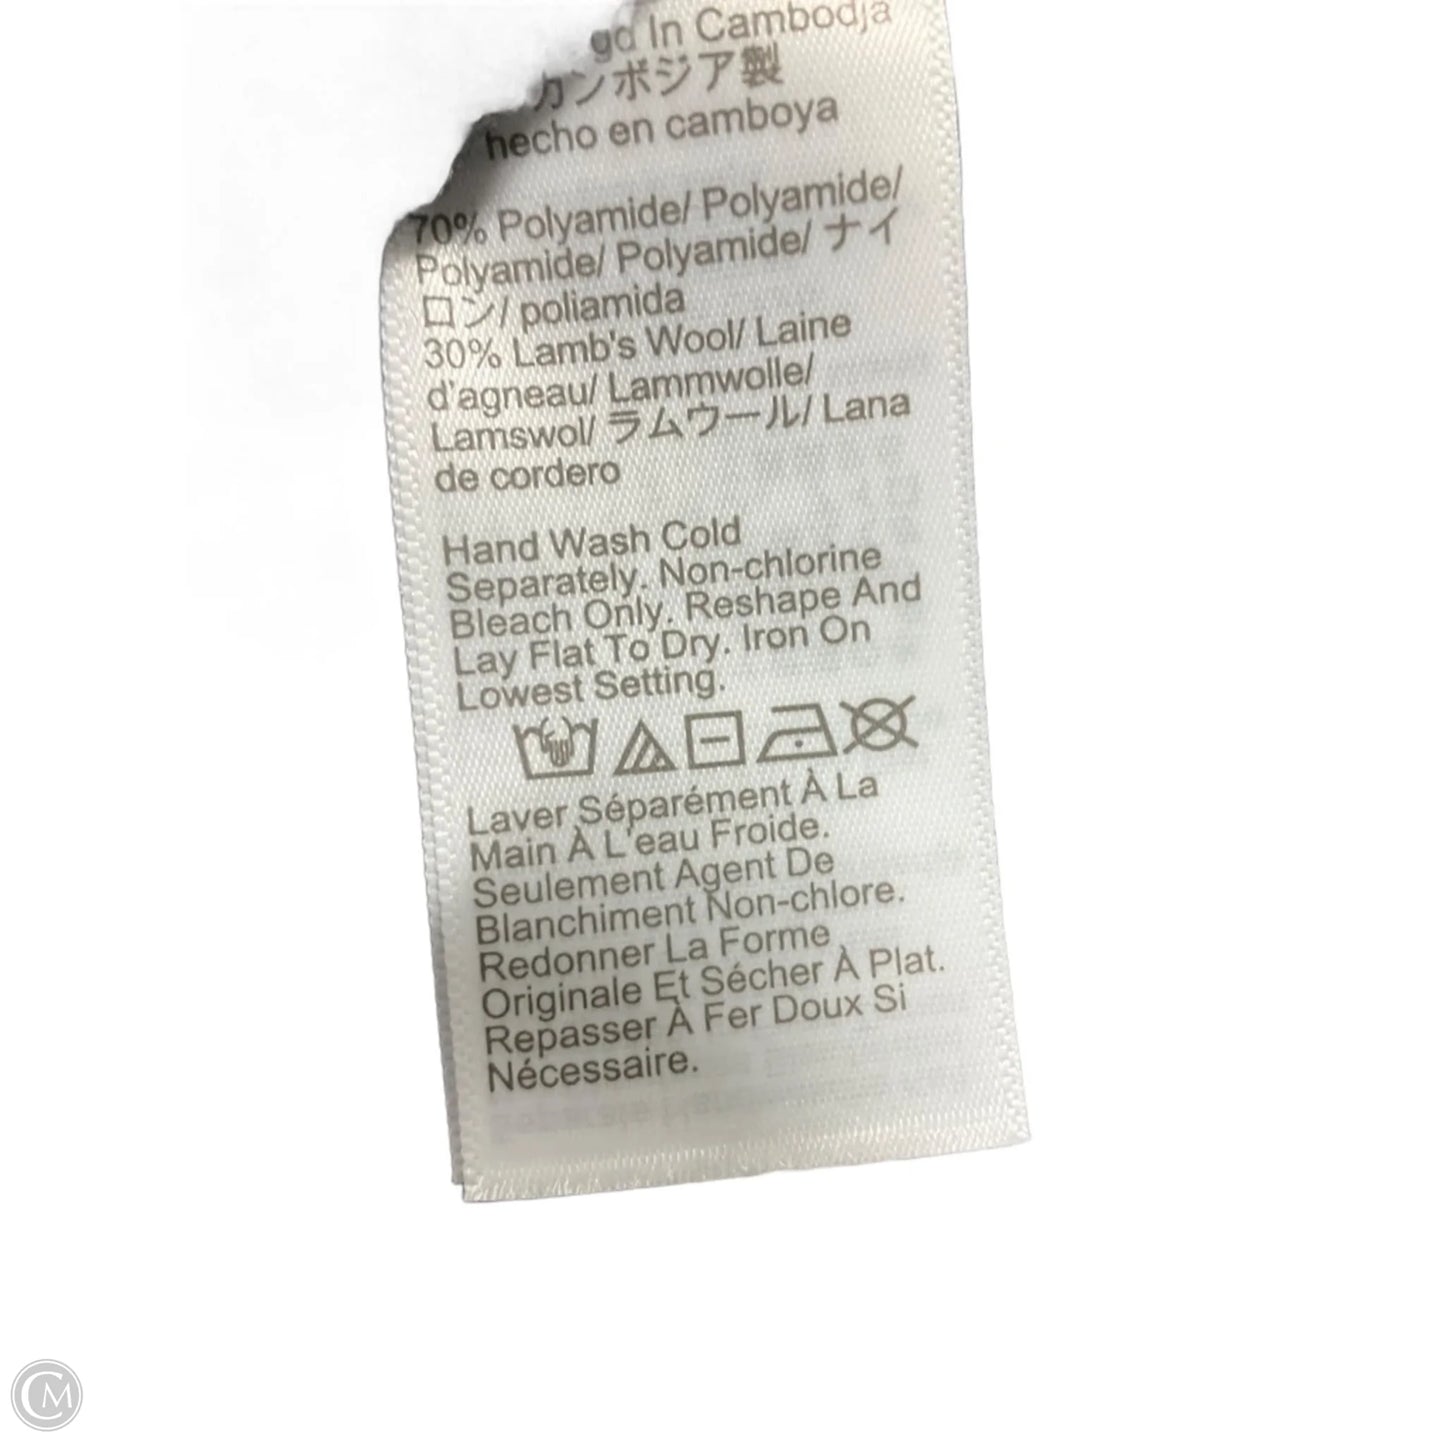 In Cambodja
カンボジア製
hecho en camboya
70% Polyamide/ Polyamide/
Polyamide/ Polyamide/ ナイ
ロン/ poliamida
30% Lamb's Wool/ Laine
d'agneau/ Lammwolle/
Lamswol/ ラムウール/ Lana
de cordero
Hand Wash Cold
Separately. Non-chlorine
Bleach Only. Reshape And
Lay Flat To Dry. Iron On
Lowest Setting.
Laver Séparément À La
Main À L'eau Froide.
Seulement Agent De
Blanchiment Non-chlore.
Redonner La Forme
Originale Et Sécher À Plat.
Repasser À Fer Doux Si
Nécessaire.
CM